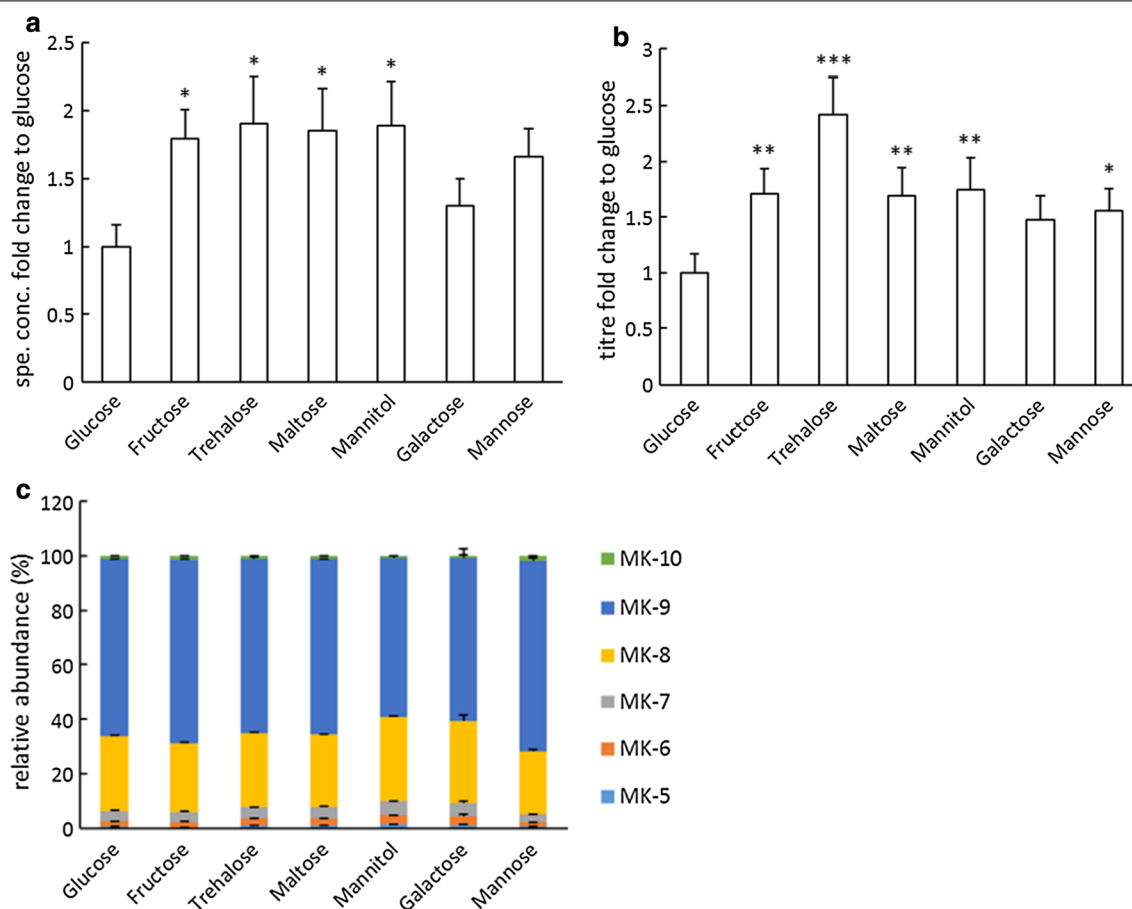 a
spe. conc. fold change to glucose
2.5
2
1.5
1
0.5
0
*
*
*
*
Glucose
Fructose
Trehalose
Maltose
Mannitol
Galactose
Mannose
b
titre fold change to glucose
3
2.5
2
1.5
1
0.5
0
**
***
**
**
*
Glucose
Fructose
Trehalose
Maltose
Mannitol
Galactose
Mannose
c
relative abundance (%)
120
100
80
60
40
20
0
Glucose
Fructose
Trehalose
Maltose
Mannitol
Galactose
Mannose
MK-10
MK-9
MK-8
MK-7
MK-6
MK-5